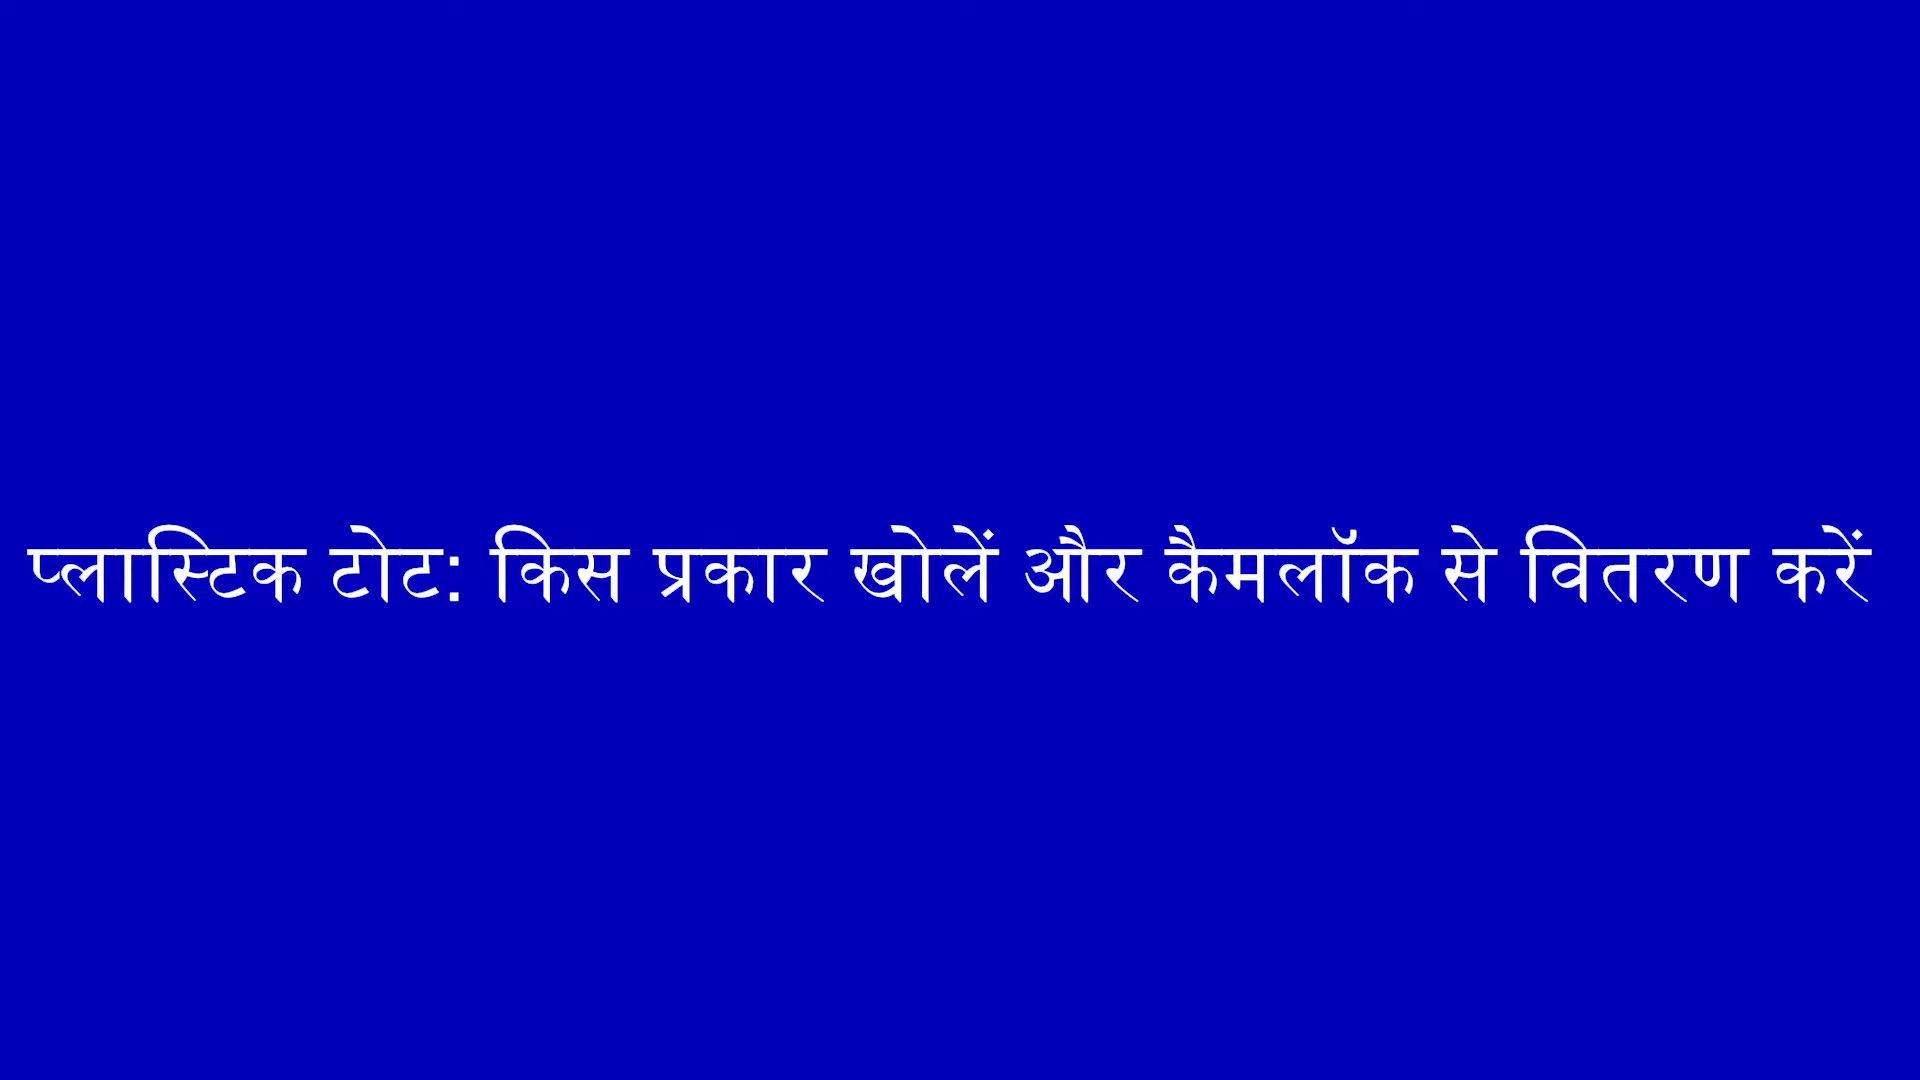 प्लास्टिक टोट: किस प्रकार खोलें और कैमलॉक से वितरण करें